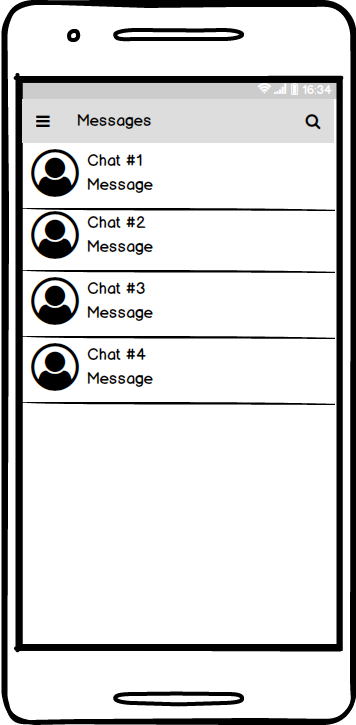 16:34
Messages
Chat #1
Message
Chat #2
Message
Chat #3
Message
Chat #4
Message